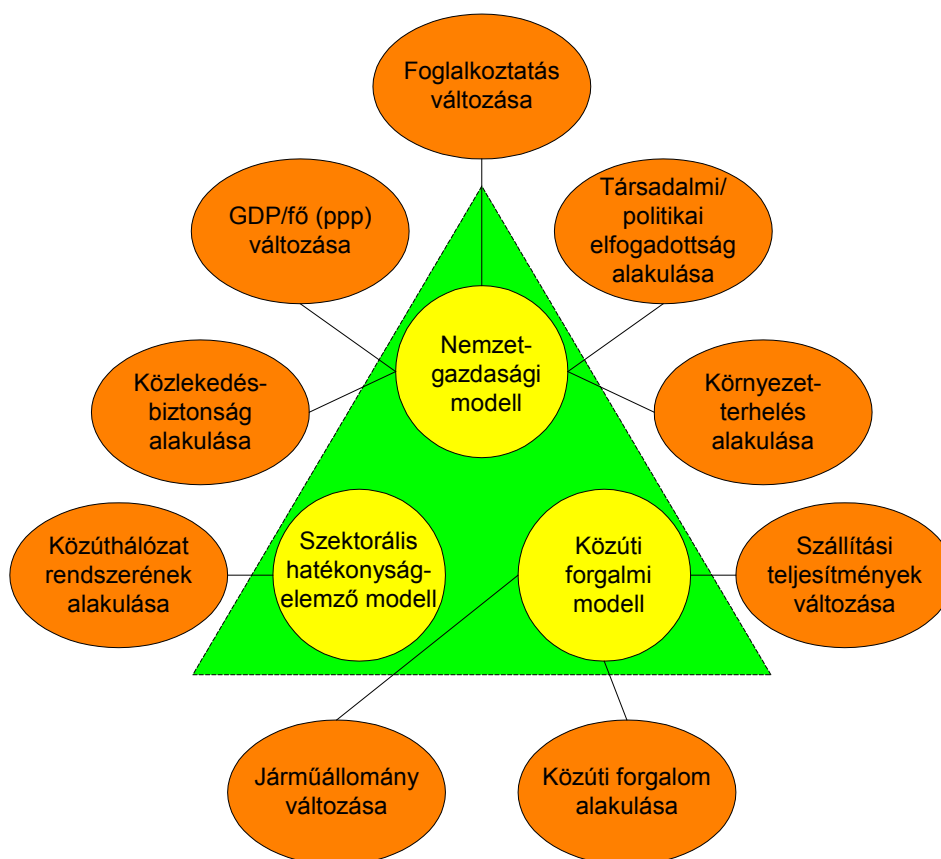 Foglalkoztatás
változása
GDP/fő (ppp)
változása
Társadalmi/
politikai
elfogadottság
alakulása
Nemzet-
gazdasági
modell
Közlekedés-
biztonság
alakulása
Környezet-
terhelés
alakulása
Közúthálózat
rendszerének
alakulása
Szektorális
hatékonyság-
elemző modell
Közúti
forgalmi
modell
Szállítási
teljesítmények
változása
Járműállomány
változása
Közúti forgalom
alakulása